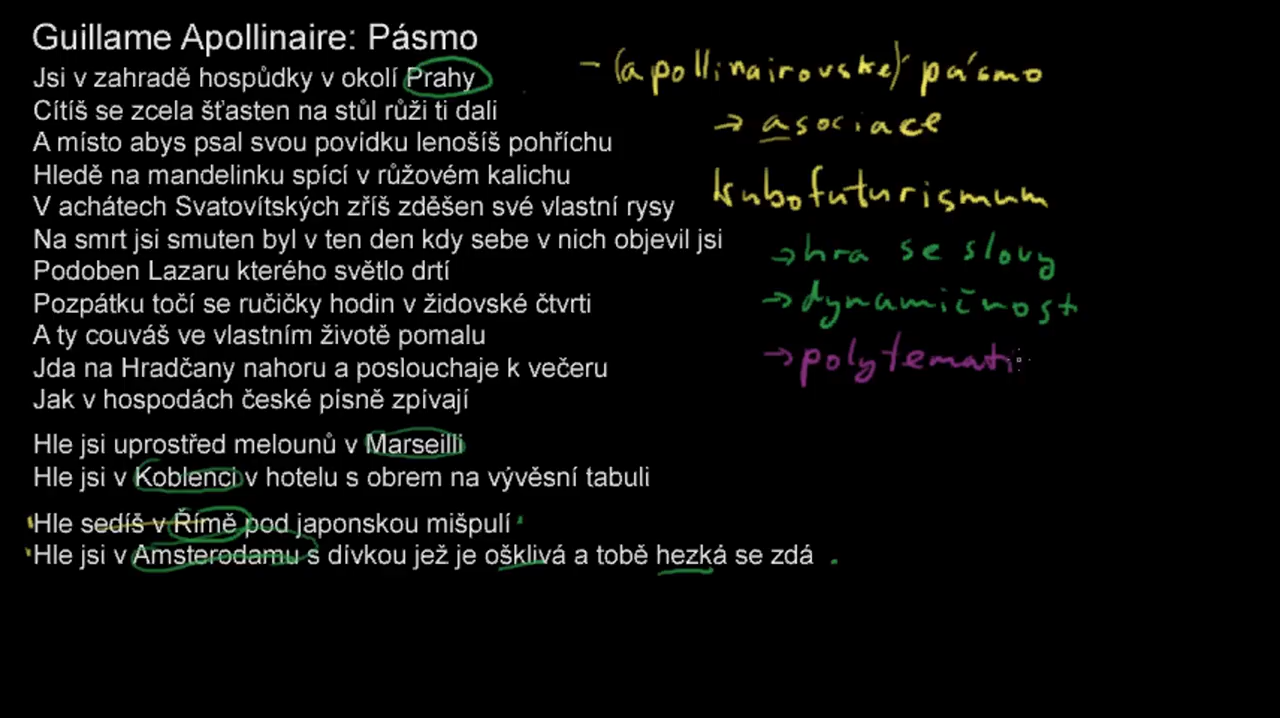 Guillame Apollinaire: Pásmo
Jsi v zahradě hospůdky v okolí Prahy
Cítíš se zcela šťasten na stůl růži ti dali
A místo abys psal svou povídku lenošíš pohříchu
Hledě na mandelinku spící v růžovém kalichu
V achátech Svatovítských zříš zděšen své vlastní rysy
Na smrt jsi smuten byl v ten den kdy sebe v nich objevil jsi
Podoben Lazaru kterého světlo drtí
Pozpátku točí se ručičky hodin v židovské čtvrti
A ty couváš ve vlastním životě pomalu
Jda na Hradčany nahoru a poslouchaje k večeru
Jak v hospodách české písně zpívají
Hle jsi uprostřed melounů v Marseilli
Hle jsi v Koblenci v hotelu s obrem na vývěsní tabuli
Hle sedíš v Římě pod japonskou mišpulí
Hle jsi v Amsterodamu s dívkou jež je ošklivá a tobě hezká se zdá
- (apollinairovské) pásmo
→ asociace
kubofuturismum
→ hra se slovy
→ dynamičnost
→ polytemati